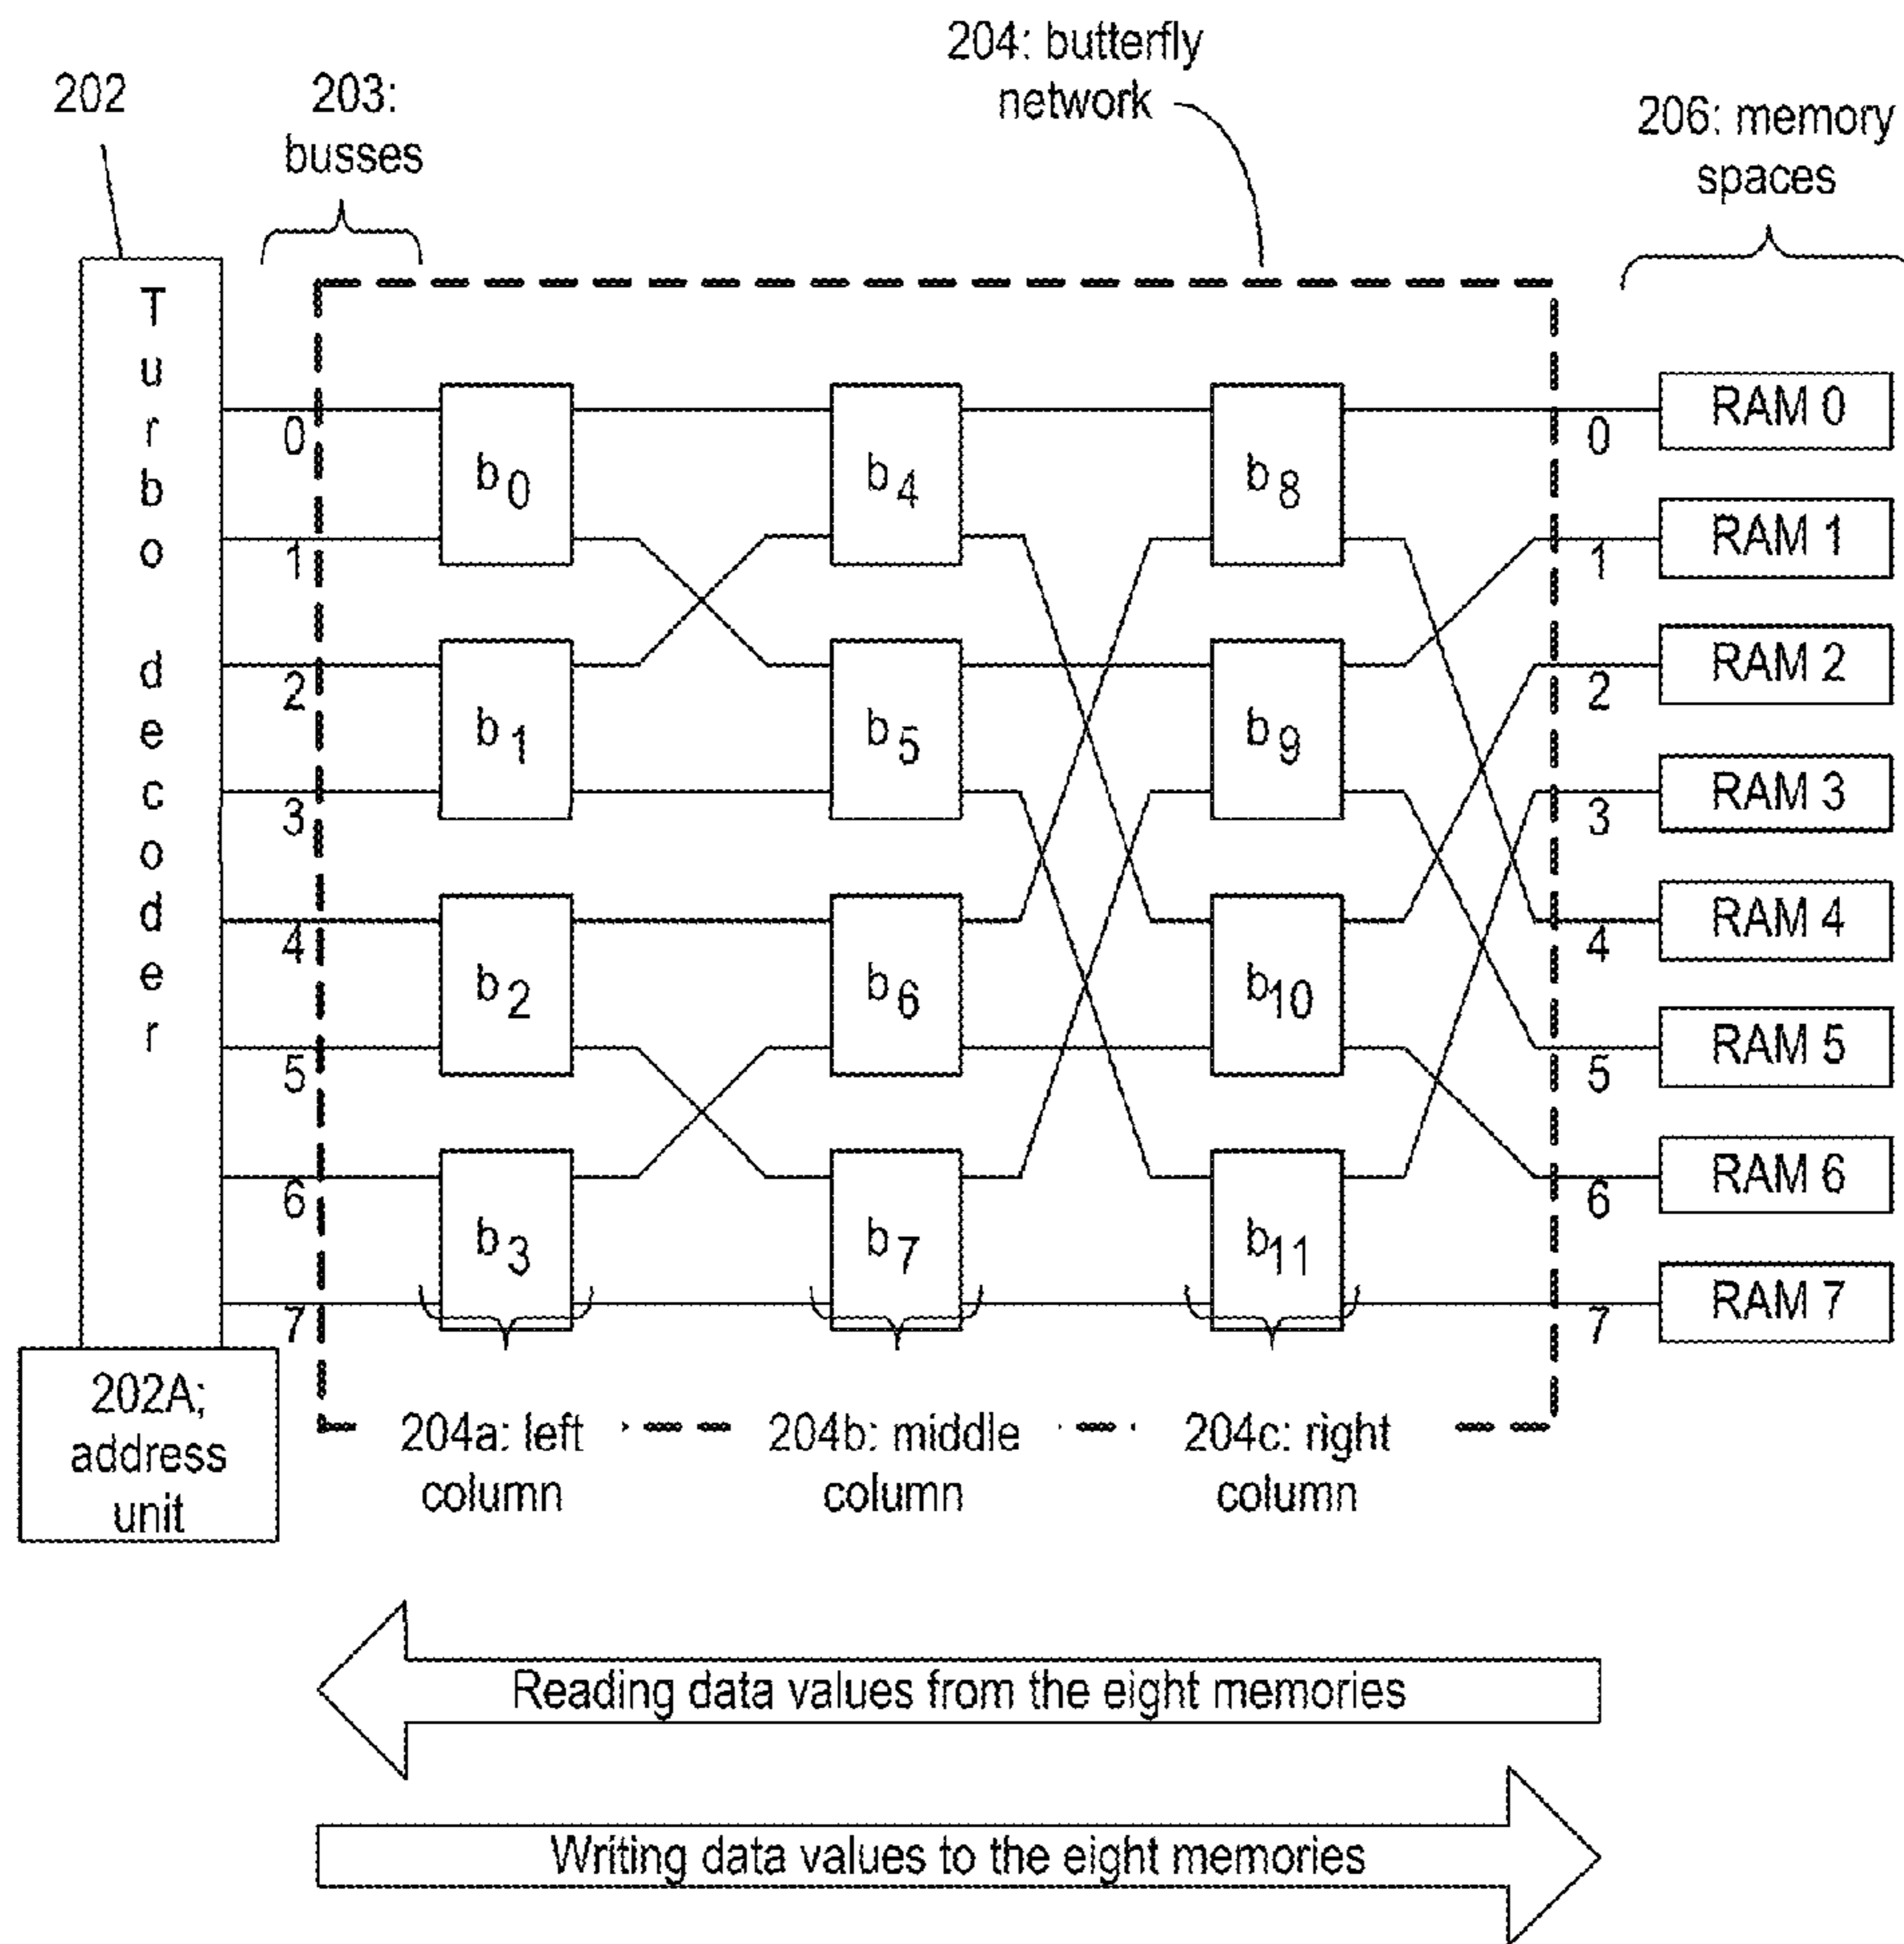 204: butterfly
network
202
203:
busses
206: memory
spaces
Turbo decoder
0
1
2
3
4
5
6
7
b0
b1
b2
b3
b4
b5
b6
b7
b8
b9
b10
b11
0
1
2
3
4
5
6
7
RAM 0
RAM 1
RAM 2
RAM 3
RAM 4
RAM 5
RAM 6
RAM 7
202A;
address
unit
204a: left
column
204b: middle
column
204c: right
column
Reading data values from the eight memories
Writing data values to the eight memories